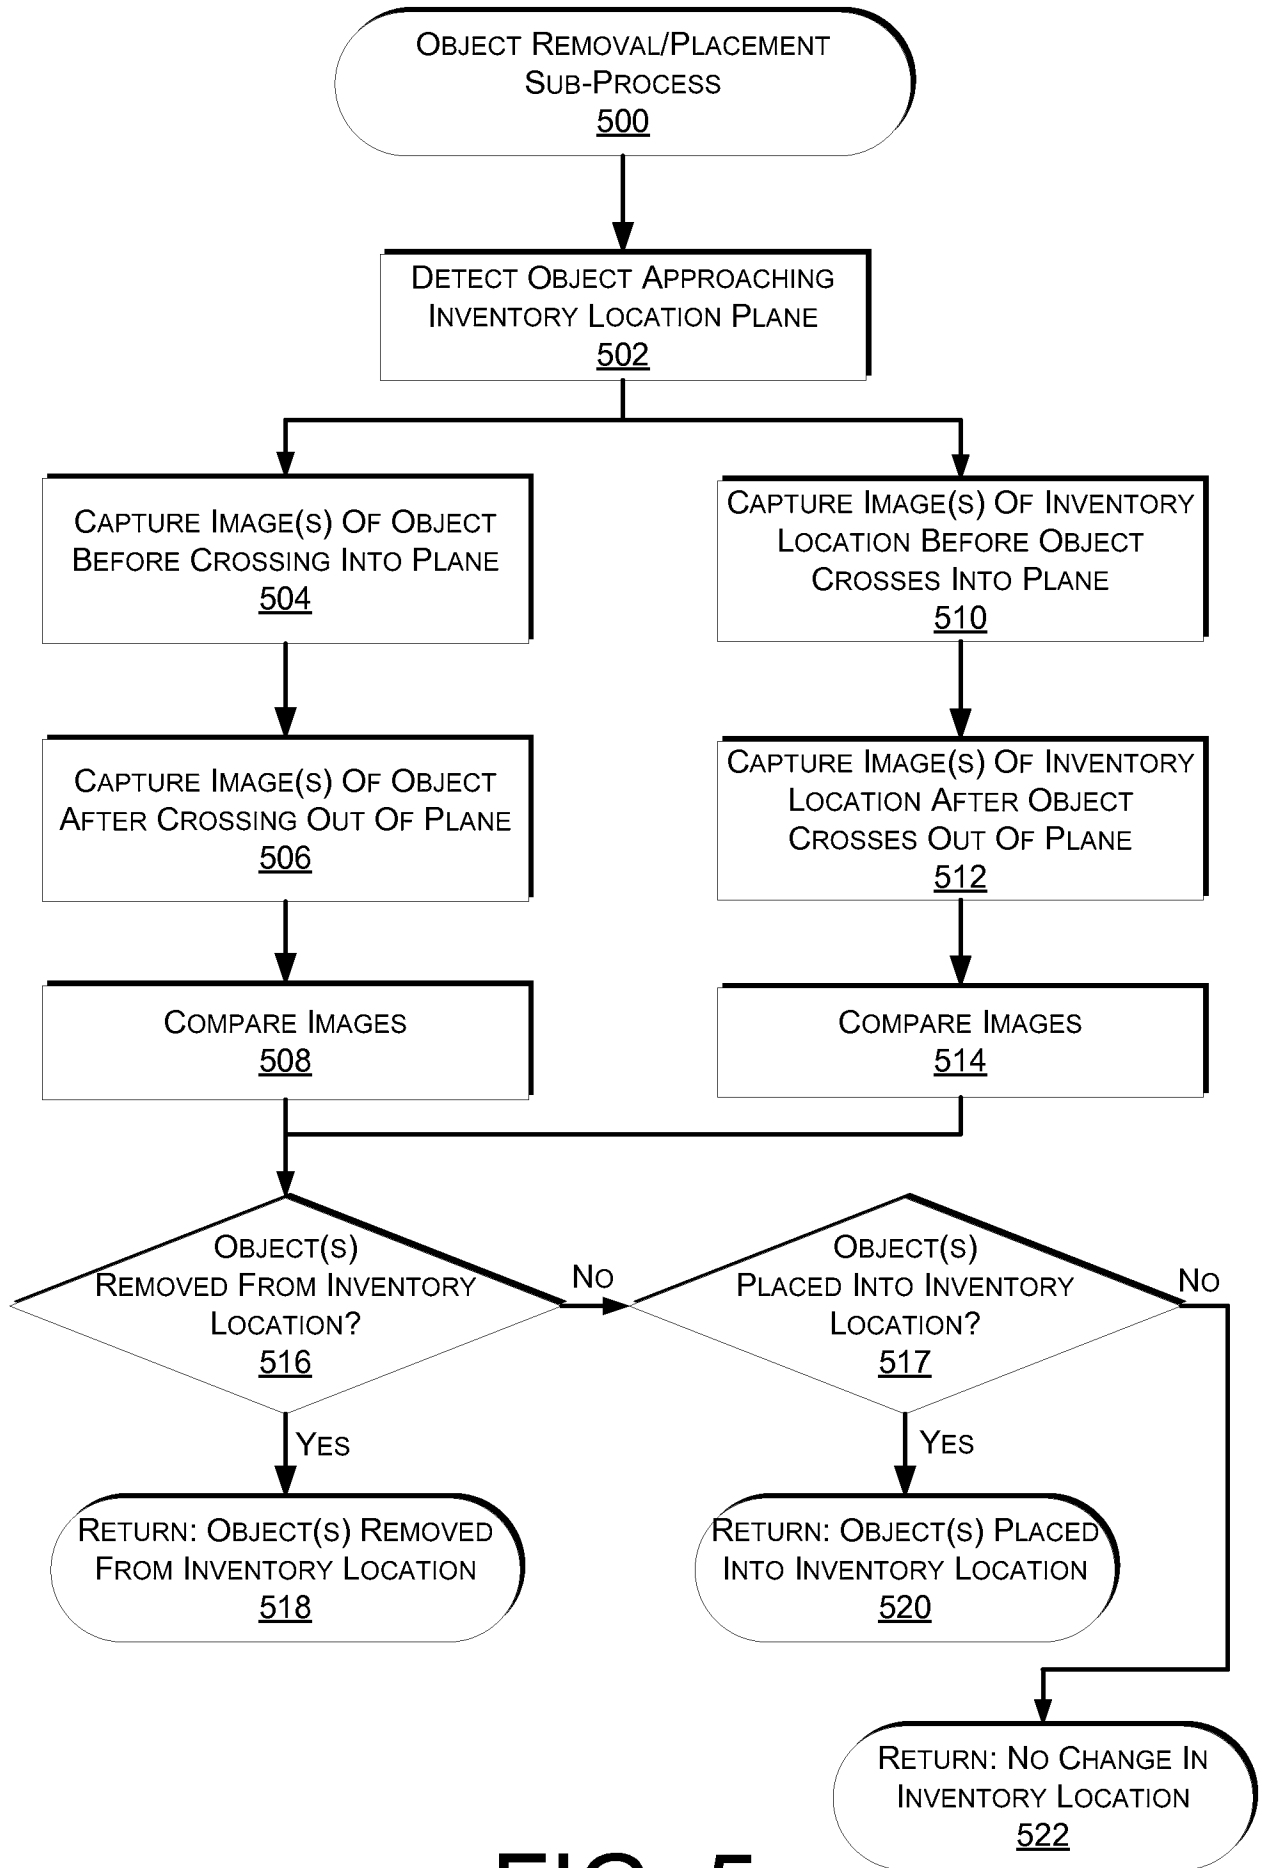 OBJECT REMOVAL/PLACEMENT
SUB-PROCESS
500
DETECT OBJECT APPROACHING
INVENTORY LOCATION PLANE
502
CAPTURE IMAGE(S) OF OBJECT
BEFORE CROSSING INTO PLANE
504
CAPTURE IMAGE(S) OF INVENTORY
LOCATION BEFORE OBJECT
CROSSES INTO PLANE
510
CAPTURE IMAGE(S) OF OBJECT
AFTER CROSSING OUT OF PLANE
506
CAPTURE IMAGE(S) OF INVENTORY
LOCATION AFTER OBJECT
CROSSES OUT OF PLANE
512
COMPARE IMAGES
508
COMPARE IMAGES
514
OBJECT(S)
REMOVED FROM INVENTORY
LOCATION?
516
NO
OBJECT(S)
PLACED INTO INVENTORY
LOCATION?
517
NO
YES
YES
RETURN: OBJECT(S) REMOVED
FROM INVENTORY LOCATION
518
RETURN: OBJECT(S) PLACED
INTO INVENTORY LOCATION
520
RETURN: NO CHANGE IN
INVENTORY LOCATION
522
FIG. 5